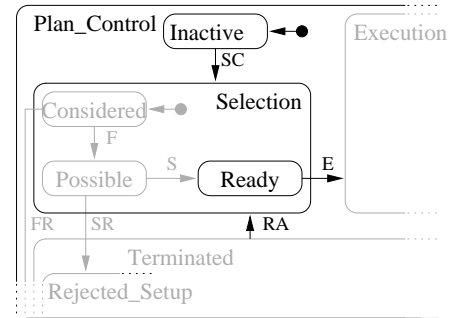 Plan_Control
Inactive
Execution
SC
Selection
Considered
F
Possible
S
Ready
E
FR
SR
RA
Terminated
Rejected_Setup